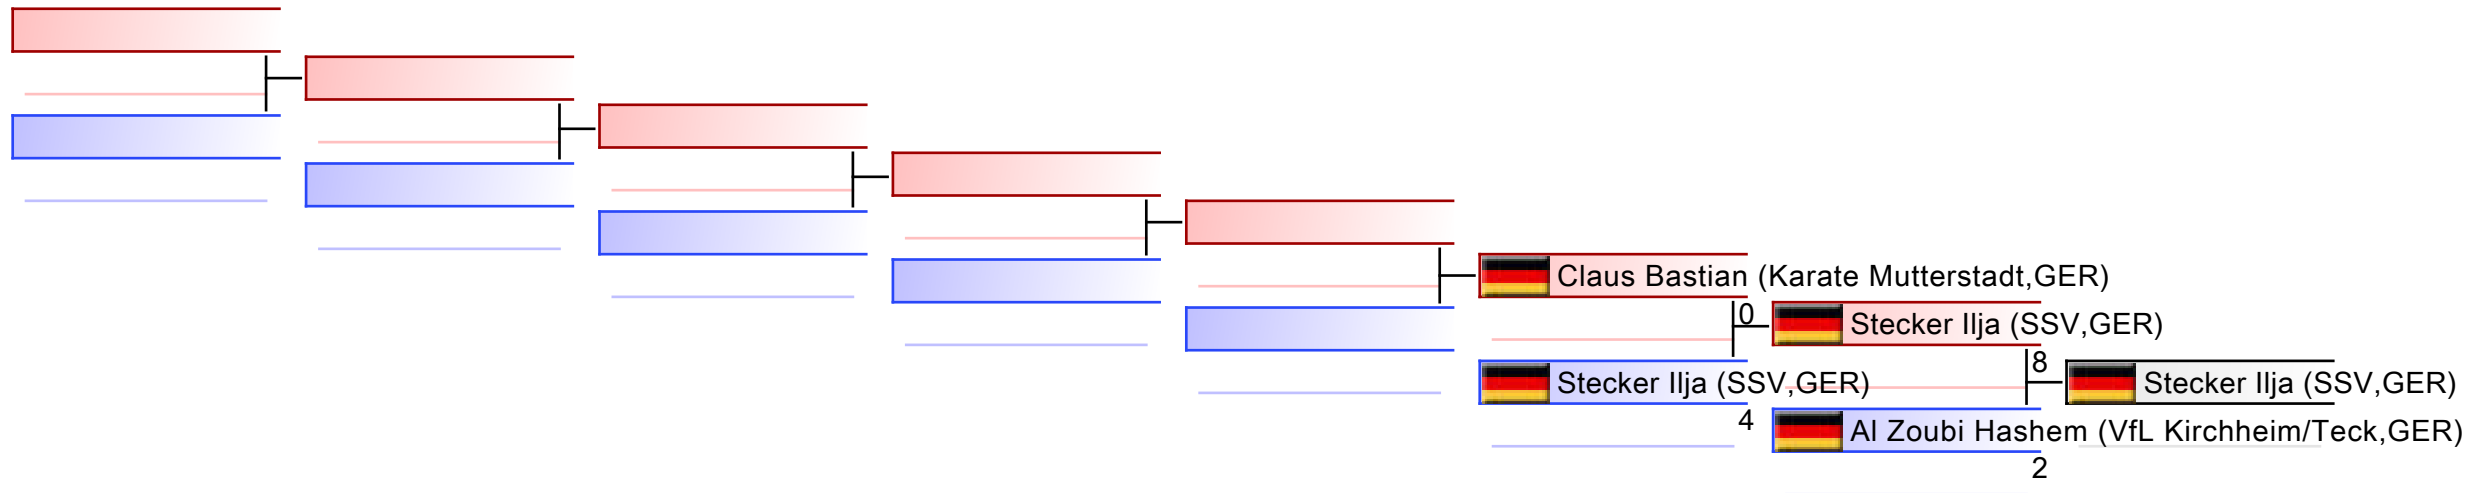 Claus Bastian (Karate Mutterstadt,GER)
0
Stecker Ilja (SSV,GER)
8
Stecker Ilja (SSV,GER)
Stecker Ilja (SSV,GER)
4
Al Zoubi Hashem (VfL Kirchheim/Teck,GER)
2